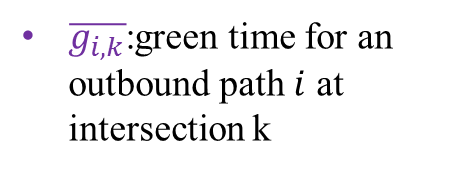 • $\overline{g_{i,k}}$:green time for an
outbound path $i$ at
intersection k